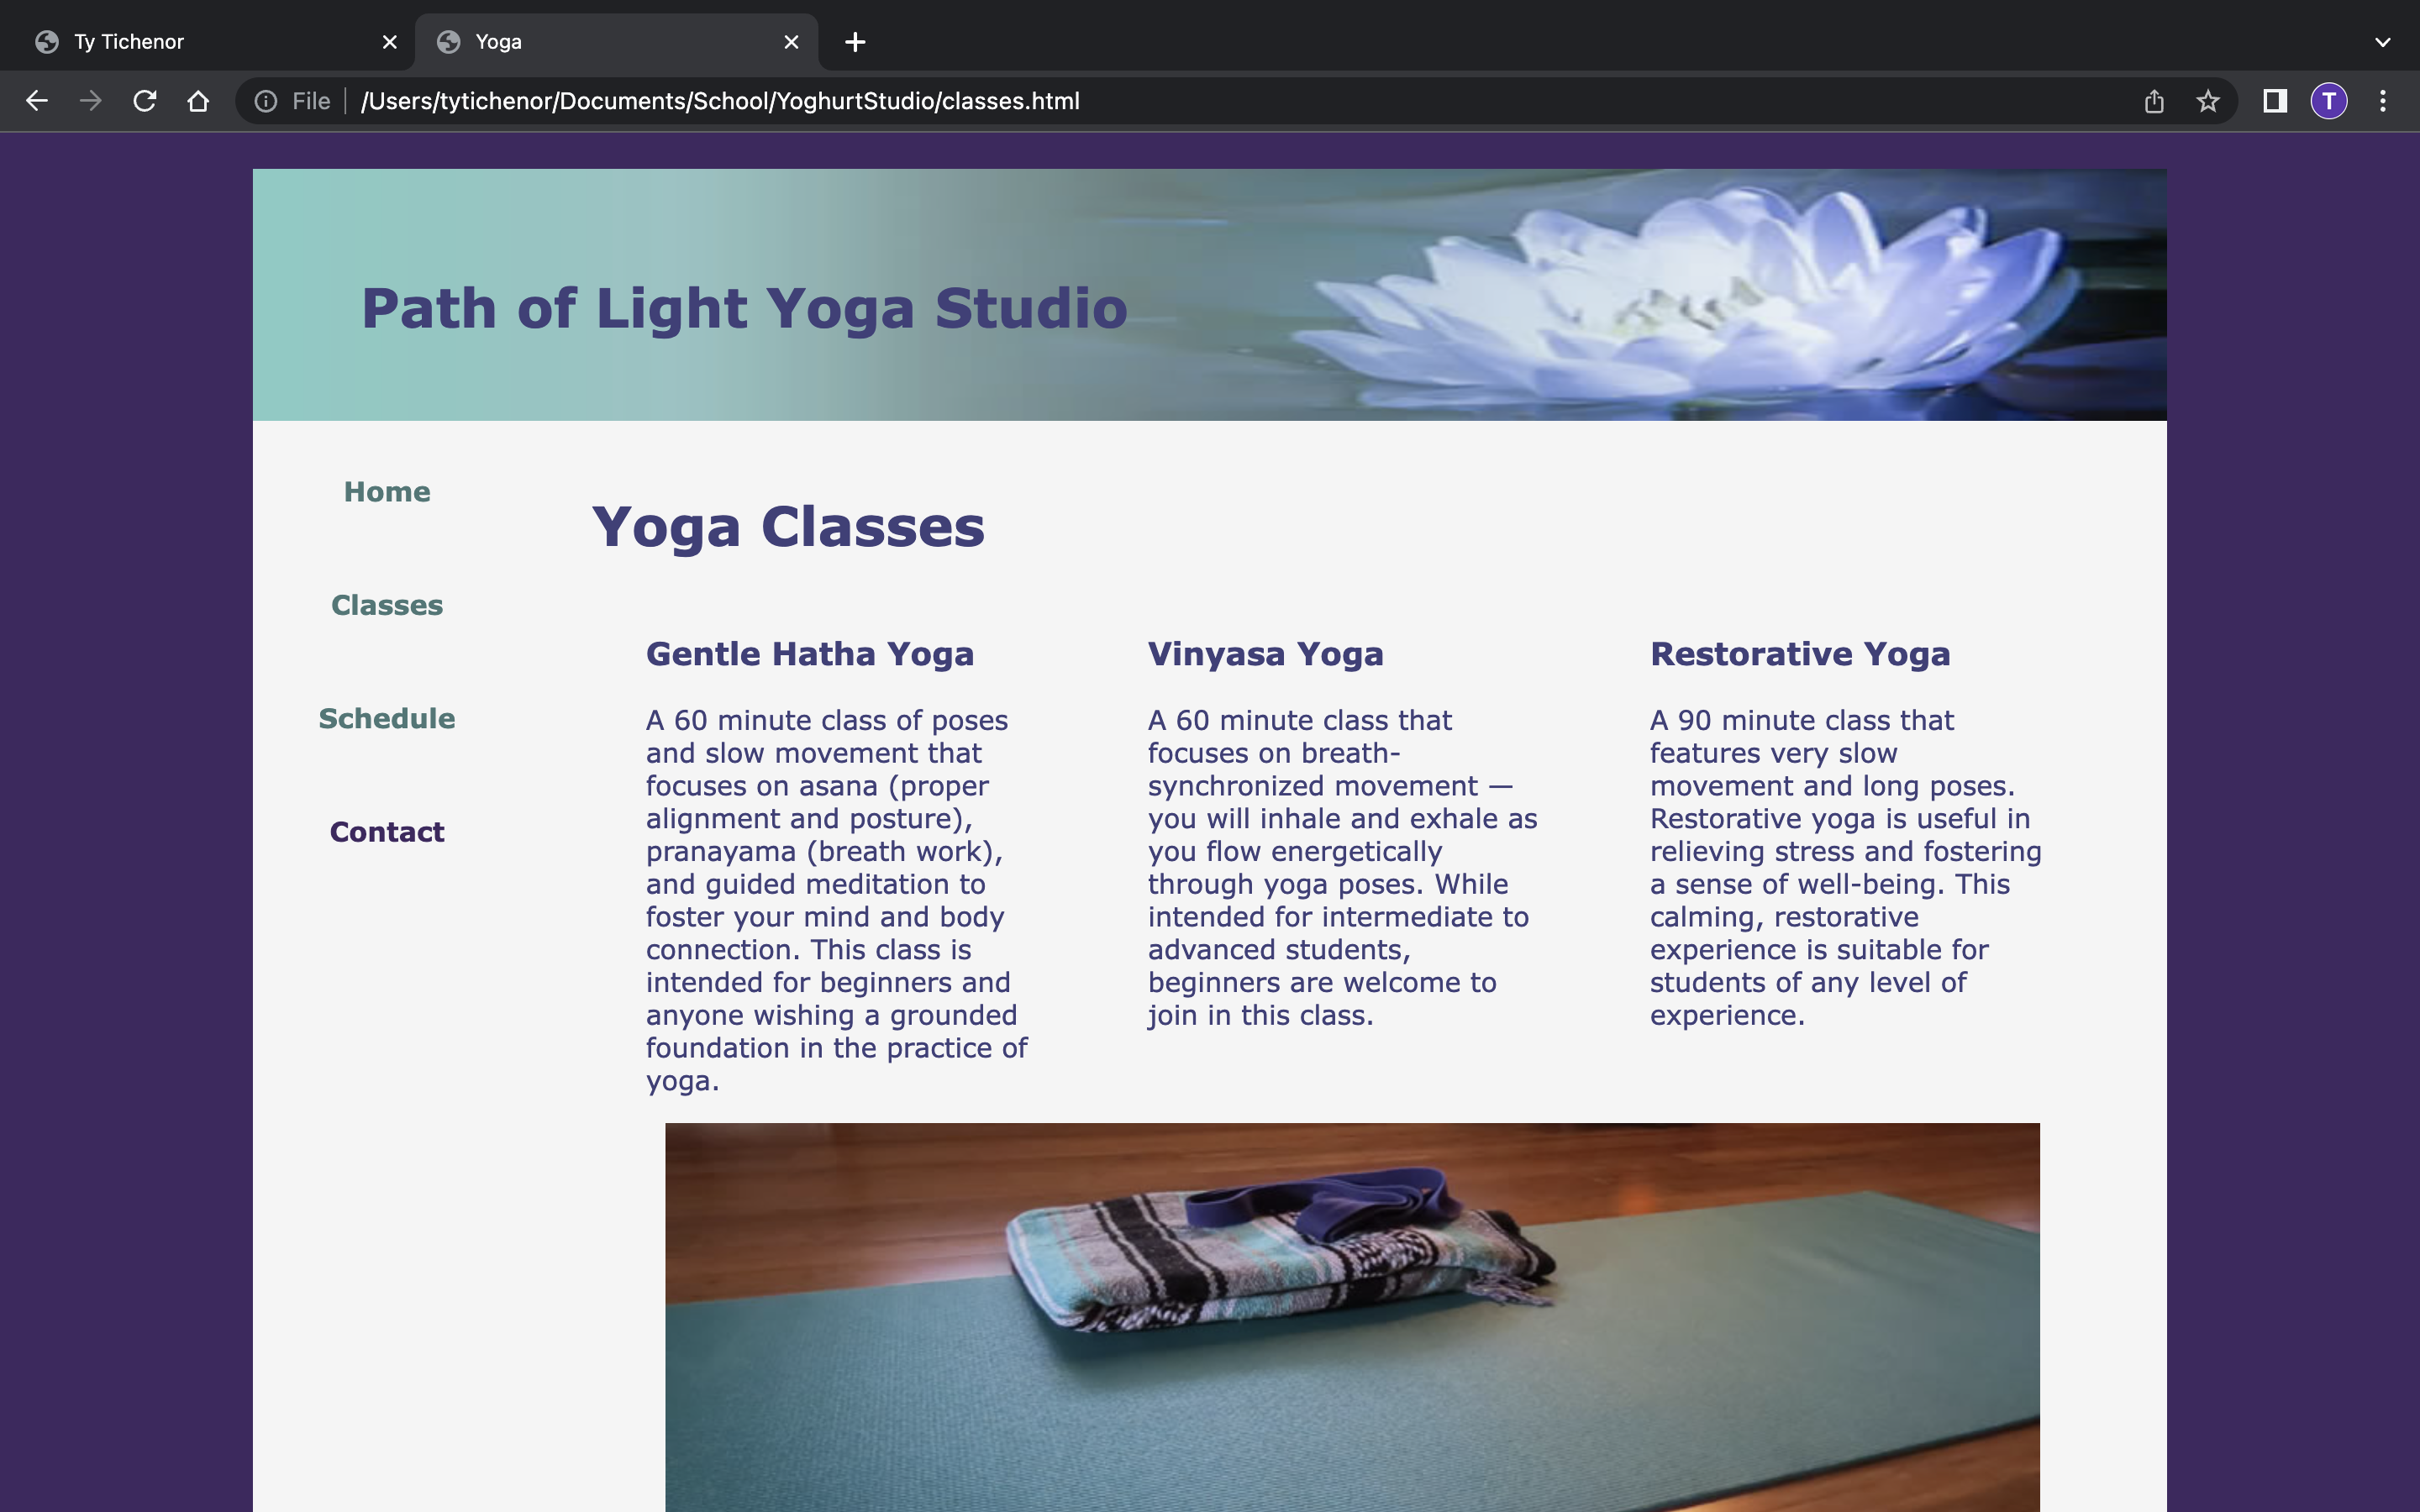 Ty Tichenor
Yoga
File
/Users/tytichenor/Documents/School/YoghurtStudio/classes.html
T
Path of Light Yoga Studio
Home
Classes
Schedule
Contact
Yoga Classes
Gentle Hatha Yoga
A 60 minute class of poses
and slow movement that
focuses on asana (proper
alignment and posture),
pranayama (breath work),
and guided meditation to
foster your mind and body
connection. This class is
intended for beginners and
anyone wishing a grounded
foundation in the practice of
yoga.
Vinyasa Yoga
A 60 minute class that
focuses on breath-
synchronized movement —
you will inhale and exhale as
you flow energetically
through yoga poses. While
intended for intermediate to
advanced students,
beginners are welcome to
join in this class.
Restorative Yoga
A 90 minute class that
features very slow
movement and long poses.
Restorative yoga is useful in
relieving stress and fostering
a sense of well-being. This
calming, restorative
experience is suitable for
students of any level of
experience.